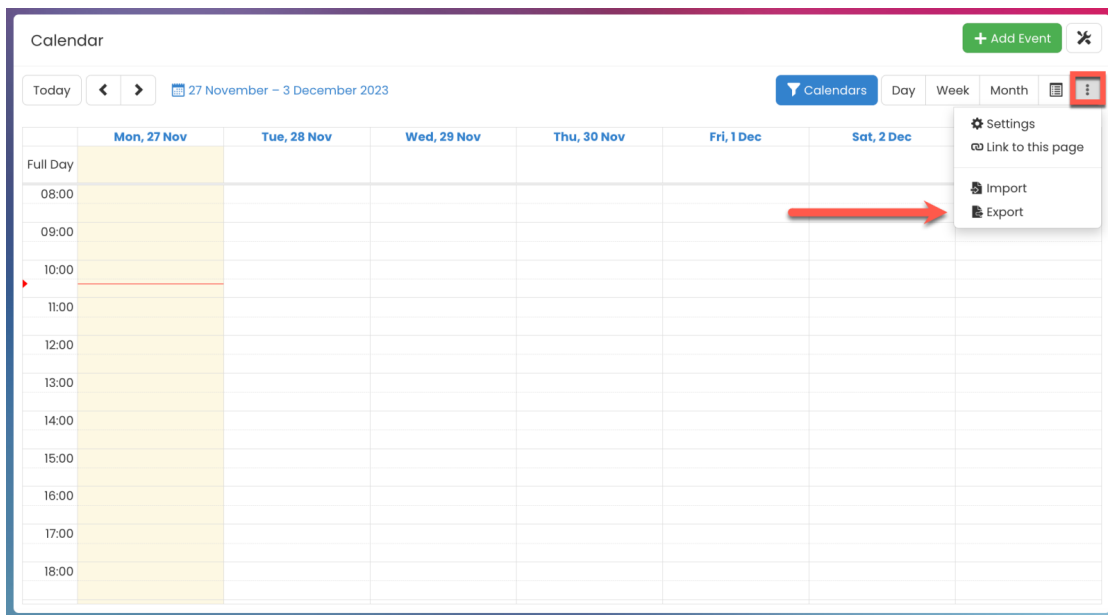 Calendar
Add Event
Today
27 November – 3 December 2023
Calendars
Day
Week
Month
Settings
Link to this page
Import
Export
Mon, 27 Nov
Tue, 28 Nov
Wed, 29 Nov
Thu, 30 Nov
Fri, 1 Dec
Sat, 2 Dec
Full Day
08:00
09:00
10:00
11:00
12:00
13:00
14:00
15:00
16:00
17:00
18:00